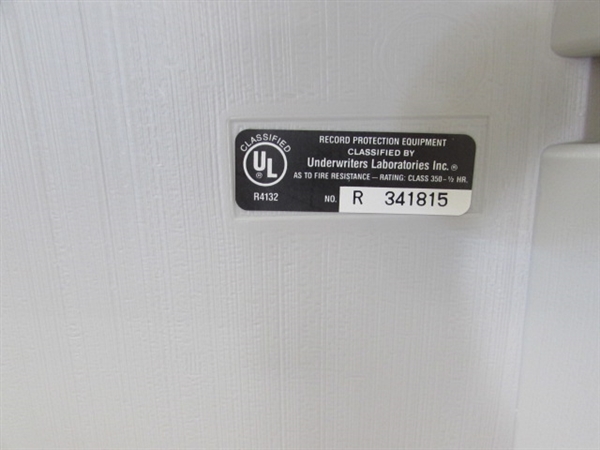 CLASSIFIED
UL ®
R4132
RECORD PROTECTION EQUIPMENT
CLASSIFIED BY
Underwriters Laboratories Inc. ®
AS TO FIRE RESISTANCE — RATING: CLASS 350 - ½ HR.
NO. R 341815